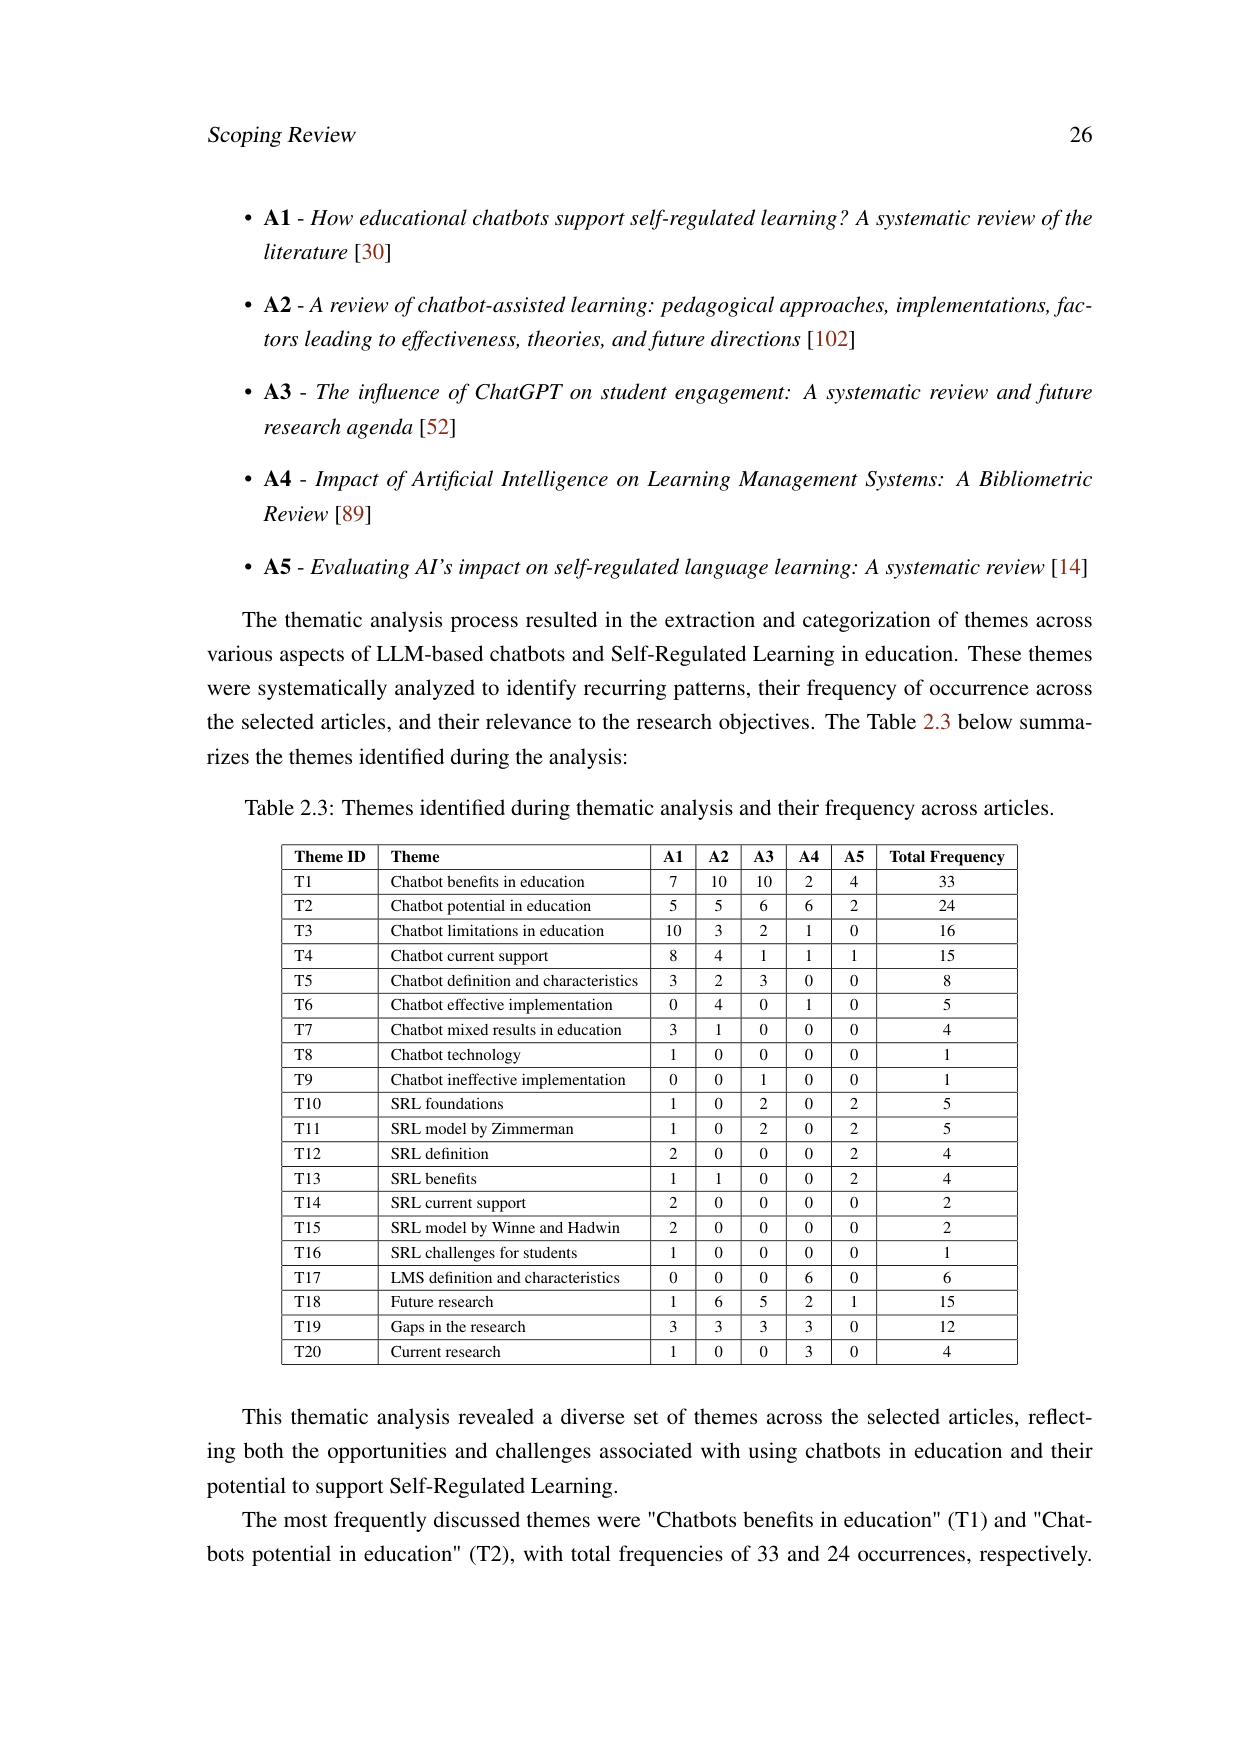 Scoping Review 26
• A1 - How educational chatbots support self-regulated learning? A systematic review of the
literature [30]
• A2 - A review of chatbot-assisted learning: pedagogical approaches, implementations, fac-
tors leading to effectiveness, theories, and future directions [102]
• A3 - The influence of ChatGPT on student engagement: A systematic review and future
research agenda [52]
• A4 - Impact of Artificial Intelligence on Learning Management Systems: A Bibliometric
Review [89]
• A5 - Evaluating AI's impact on self-regulated language learning: A systematic review [14]
The thematic analysis process resulted in the extraction and categorization of themes across
various aspects of LLM-based chatbots and Self-Regulated Learning in education. These themes
were systematically analyzed to identify recurring patterns, their frequency of occurrence across
the selected articles, and their relevance to the research objectives. The Table 2.3 below summa-
rizes the themes identified during the analysis:
Table 2.3: Themes identified during thematic analysis and their frequency across articles.
Theme ID Theme A1 A2 A3 A4 A5 Total Frequency
T1 Chatbot benefits in education 7 10 10 2 4 33
T2 Chatbot potential in education 5 5 6 6 2 24
T3 Chatbot limitations in education 10 3 2 1 0 16
T4 Chatbot current support 8 4 1 1 1 15
T5 Chatbot definition and characteristics 3 2 3 0 0 8
T6 Chatbot effective implementation 0 4 0 1 0 5
T7 Chatbot mixed results in education 3 1 0 0 0 4
T8 Chatbot technology 1 0 0 0 0 1
T9 Chatbot ineffective implementation 0 0 1 0 0 1
T10 SRL foundations 1 0 2 0 2 5
T11 SRL model by Zimmerman 1 0 2 0 2 5
T12 SRL definition 2 0 0 0 2 4
T13 SRL benefits 1 1 0 0 2 4
T14 SRL current support 2 0 0 0 0 2
T15 SRL model by Winne and Hadwin 2 0 0 0 0 2
T16 SRL challenges for students 1 0 0 0 0 1
T17 LMS definition and characteristics 0 0 0 6 0 6
T18 Future research 1 6 5 2 1 15
T19 Gaps in the research 3 3 3 3 0 12
T20 Current research 1 0 0 3 0 4
This thematic analysis revealed a diverse set of themes across the selected articles, reflect-
ing both the opportunities and challenges associated with using chatbots in education and their
potential to support Self-Regulated Learning.
The most frequently discussed themes were "Chatbots benefits in education" (T1) and "Chat-
bots potential in education" (T2), with total frequencies of 33 and 24 occurrences, respectively.